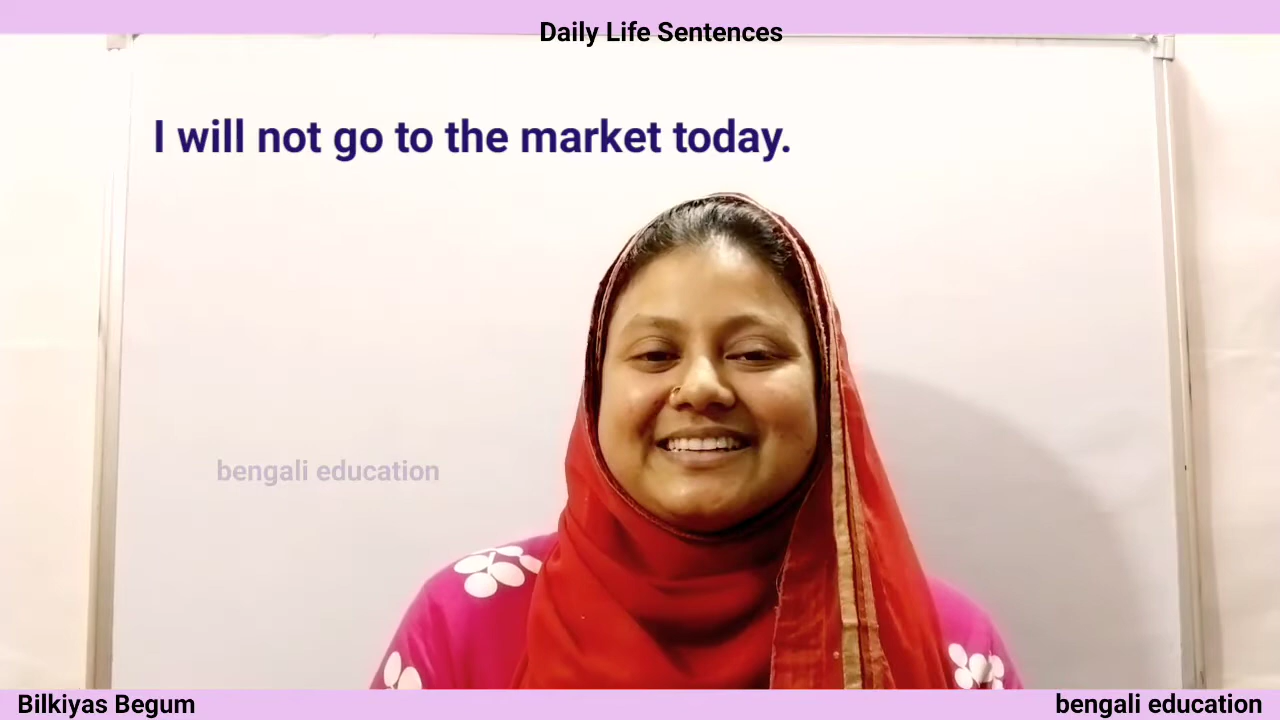 Daily Life Sentences
I will not go to the market today.
bengali education
Bilkiyas Begum
bengali education